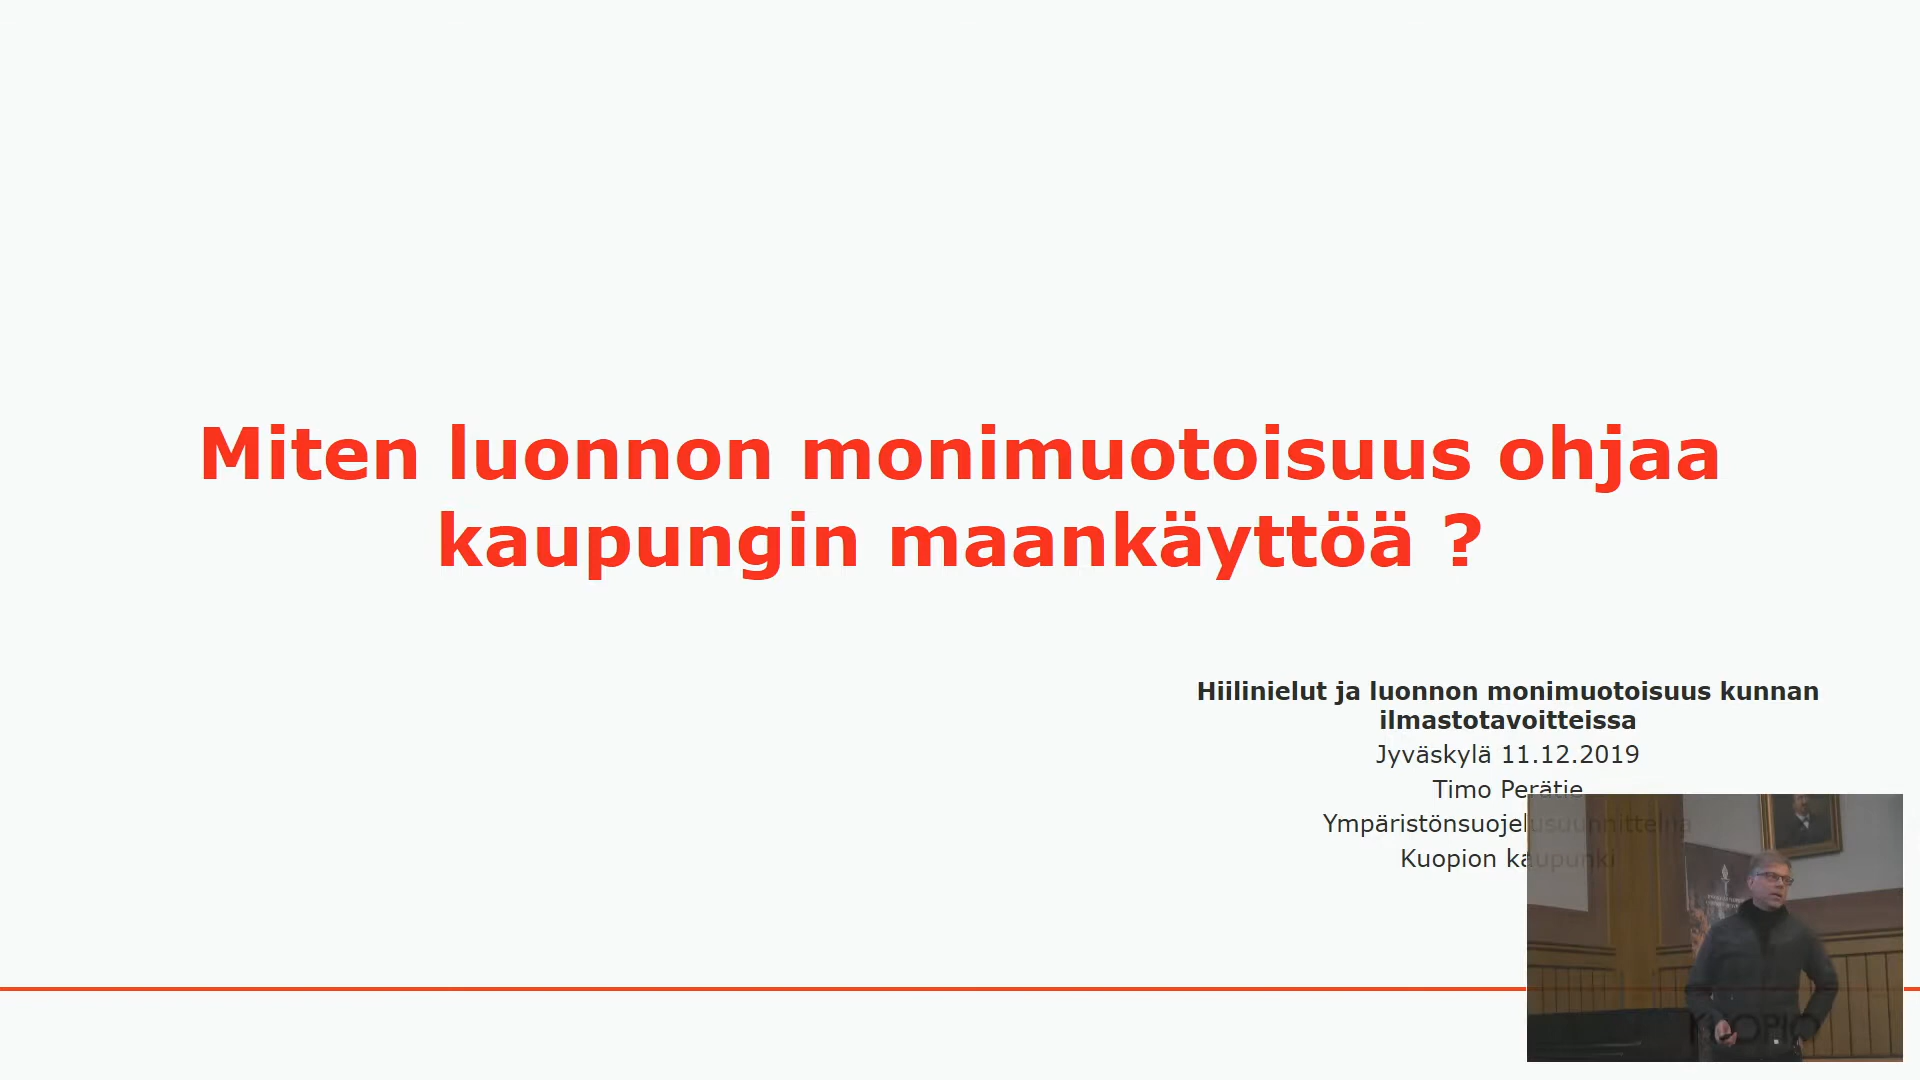 Miten luonnon monimuotoisuus ohjaa
kaupungin maankäyttöä ?
Hiilinielut ja luonnon monimuotoisuus kunnan
ilmastotavoitteissa
Jyväskylä 11.12.2019
Timo Perätie
Ympäristönsuojelusuunnittelija
Kuopion kaupunki
KUOPIO